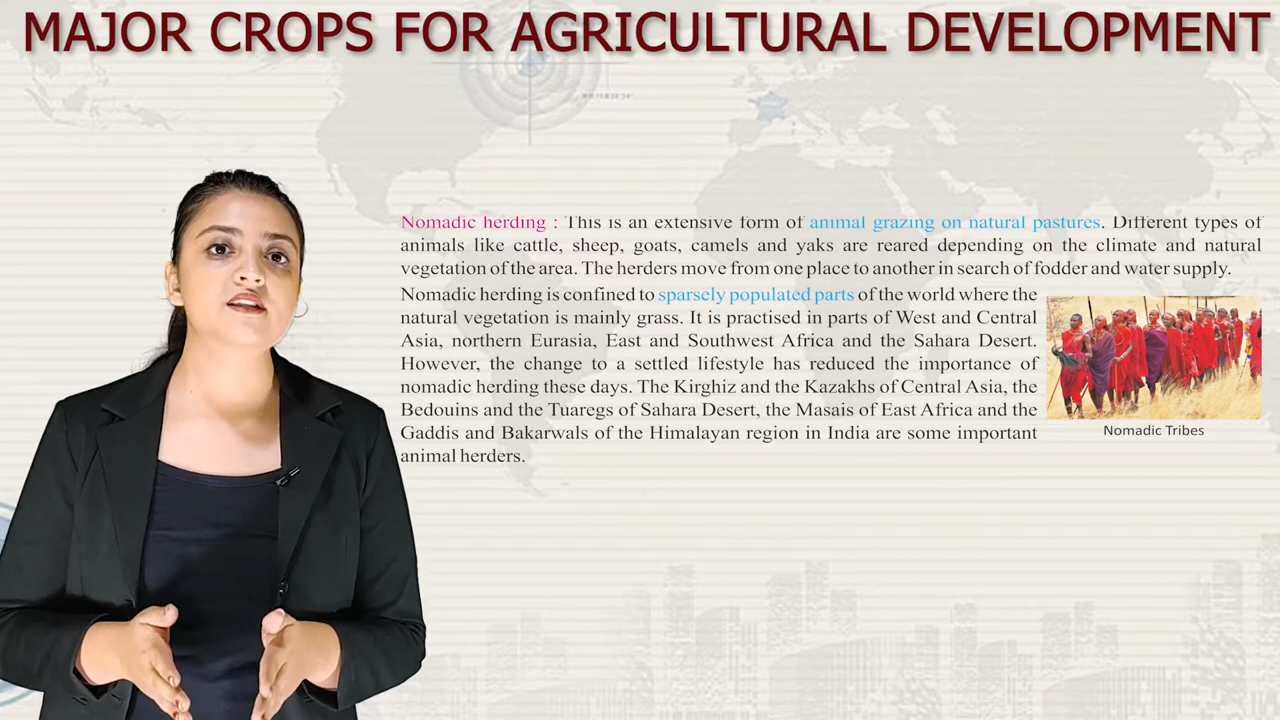 MAJOR CROPS FOR AGRICULTURAL DEVELOPMENT
Nomadic herding : This is an extensive form of animal grazing on natural pastures. Different types of
animals like cattle, sheep, goats, camels and yaks are reared depending on the climate and natural
vegetation of the area. The herders move from one place to another in search of fodder and water supply.
Nomadic herding is confined to sparsely populated parts of the world where the
natural vegetation is mainly grass. It is practised in parts of West and Central
Asia, northern Eurasia, East and Southwest Africa and the Sahara Desert.
However, the change to a settled lifestyle has reduced the importance of
nomadic herding these days. The Kirghiz and the Kazakhs of Central Asia, the
Bedouins and the Tuaregs of Sahara Desert, the Masais of East Africa and the
Gaddis and Bakarwals of the Himalayan region in India are some important
animal herders.
Nomadic Tribes